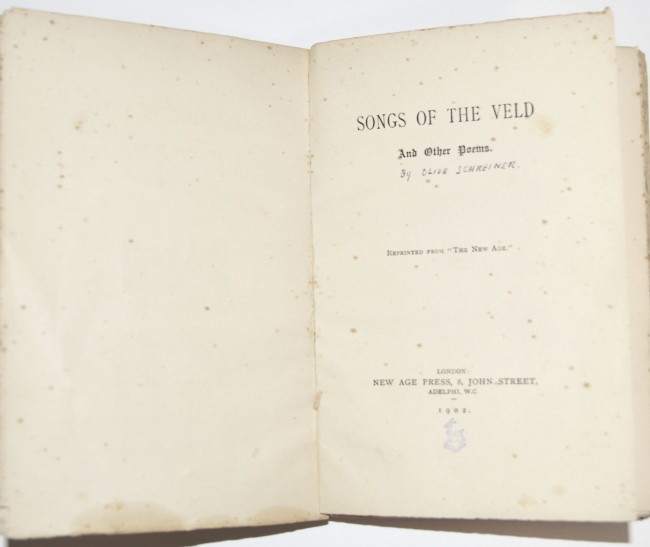 SONGS OF THE VELD
And Other Poems.
By OLIVE SCHREINER.
REPRINTED FROM "THE NEW AGE."
LONDON:
NEW AGE PRESS, 8, JOHN STREET,
ADELPHI, W.C
1902.